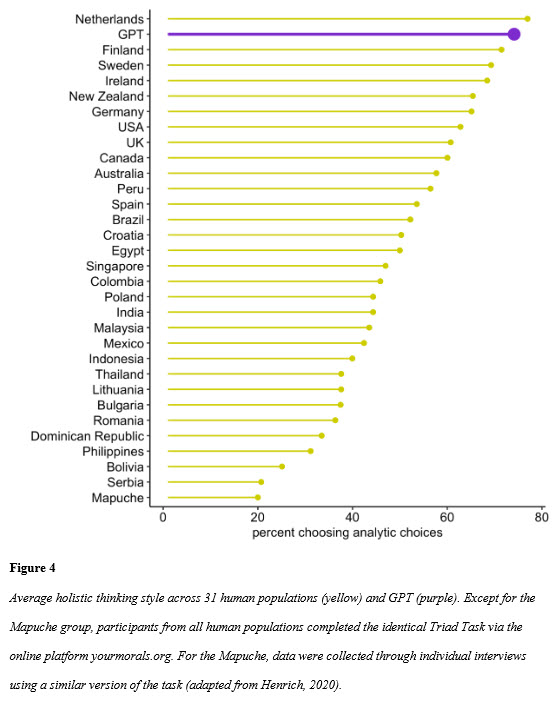 Netherlands
GPT
Finland
Sweden
Ireland
New Zealand
Germany
USA
UK
Canada
Australia
Peru
Spain
Brazil
Croatia
Egypt
Singapore
Colombia
Poland
India
Malaysia
Mexico
Indonesia
Thailand
Lithuania
Bulgaria
Romania
Dominican Republic
Philippines
Bolivia
Serbia
Mapuche
0 20 40 60 80
percent choosing analytic choices
Figure 4
Average holistic thinking style across 31 human populations (yellow) and GPT (purple). Except for the
Mapuche group, participants from all human populations completed the identical Triad Task via the
online platform yourmorals.org. For the Mapuche, data were collected through individual interviews
using a similar version of the task (adapted from Henrich, 2020).